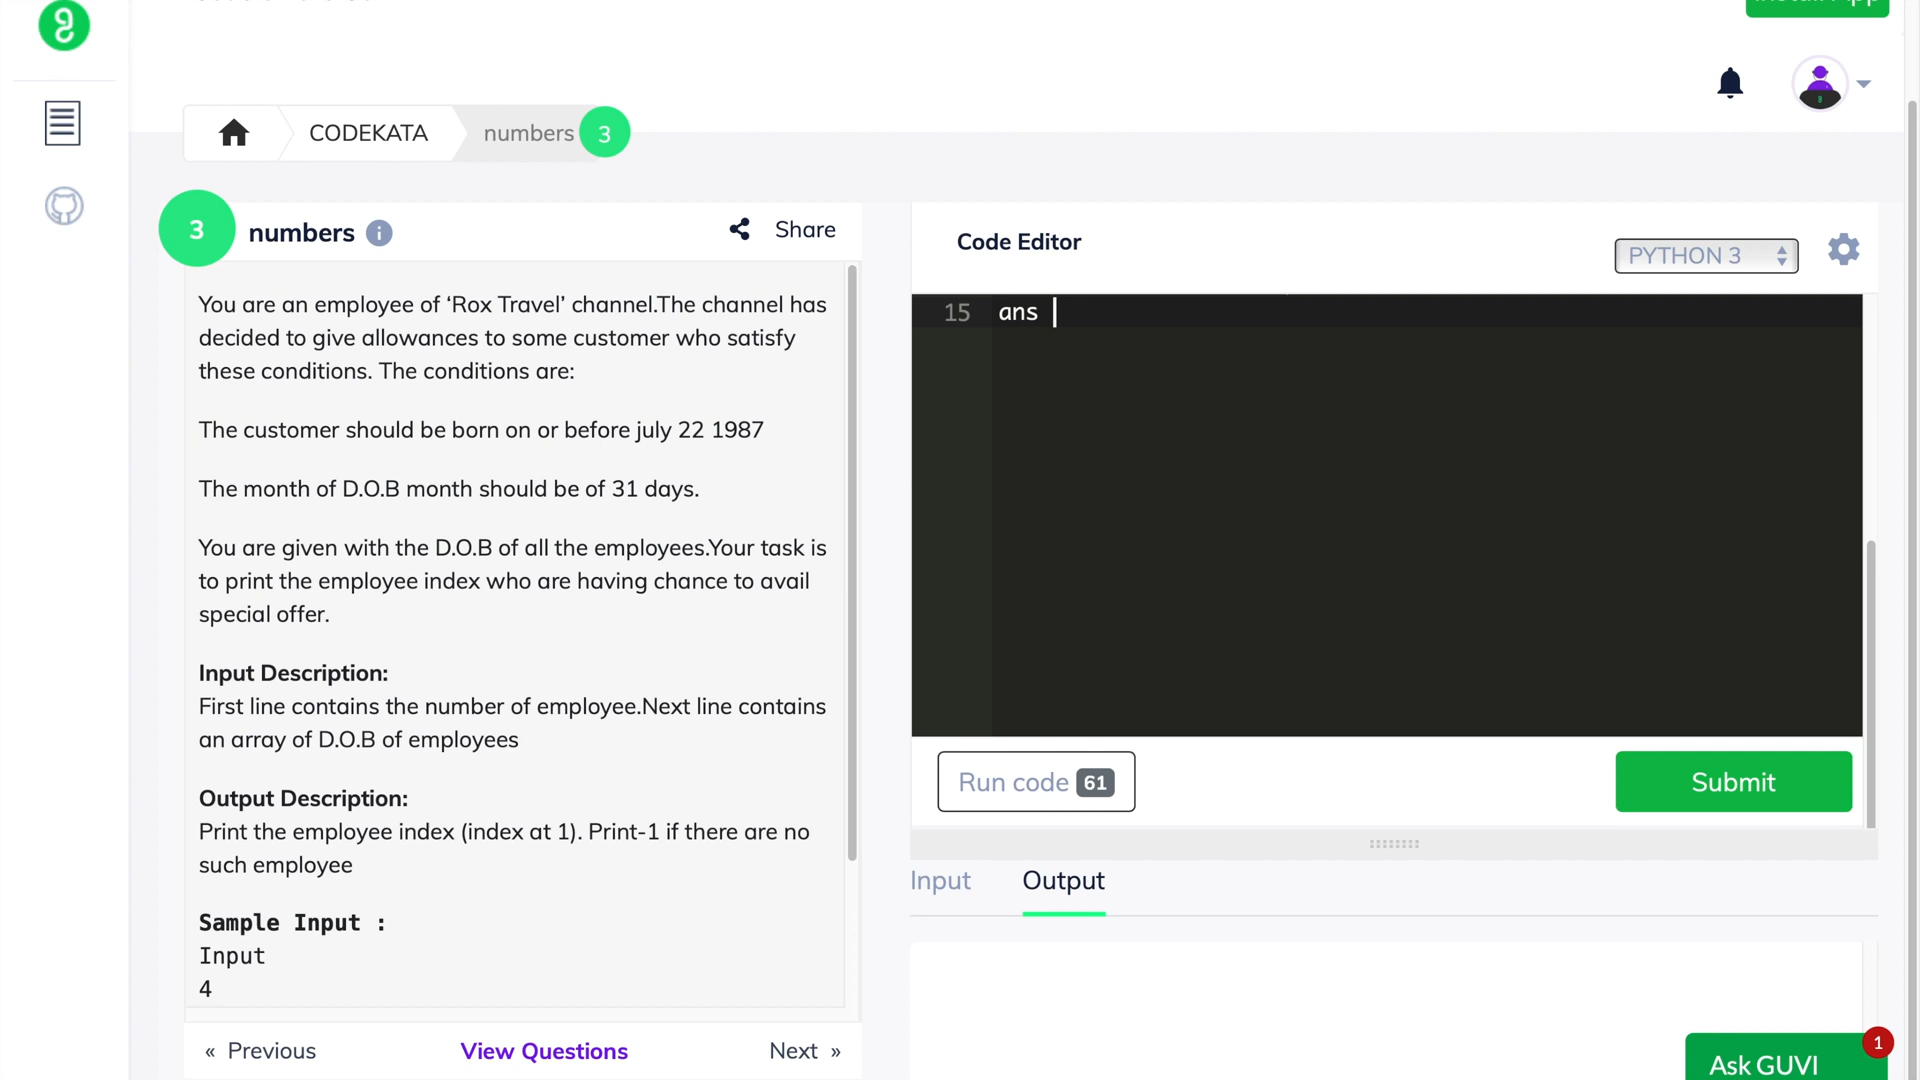 CODEKATA
numbers 3
3 numbers i
Share
You are an employee of ‘Rox Travel’ channel.The channel has
decided to give allowances to some customer who satisfy
these conditions. The conditions are:
The customer should be born on or before july 22 1987
The month of D.O.B month should be of 31 days.
You are given with the D.O.B of all the employees.Your task is
to print the employee index who are having chance to avail
special offer.
Input Description:
First line contains the number of employee.Next line contains
an array of D.O.B of employees
Output Description:
Print the employee index (index at 1). Print-1 if there are no
such employee
Sample Input :
Input
4
« Previous
View Questions
Next »
Code Editor
PYTHON 3
15 ans
Run code 61
Submit
Input
Output
Ask GUVI
1